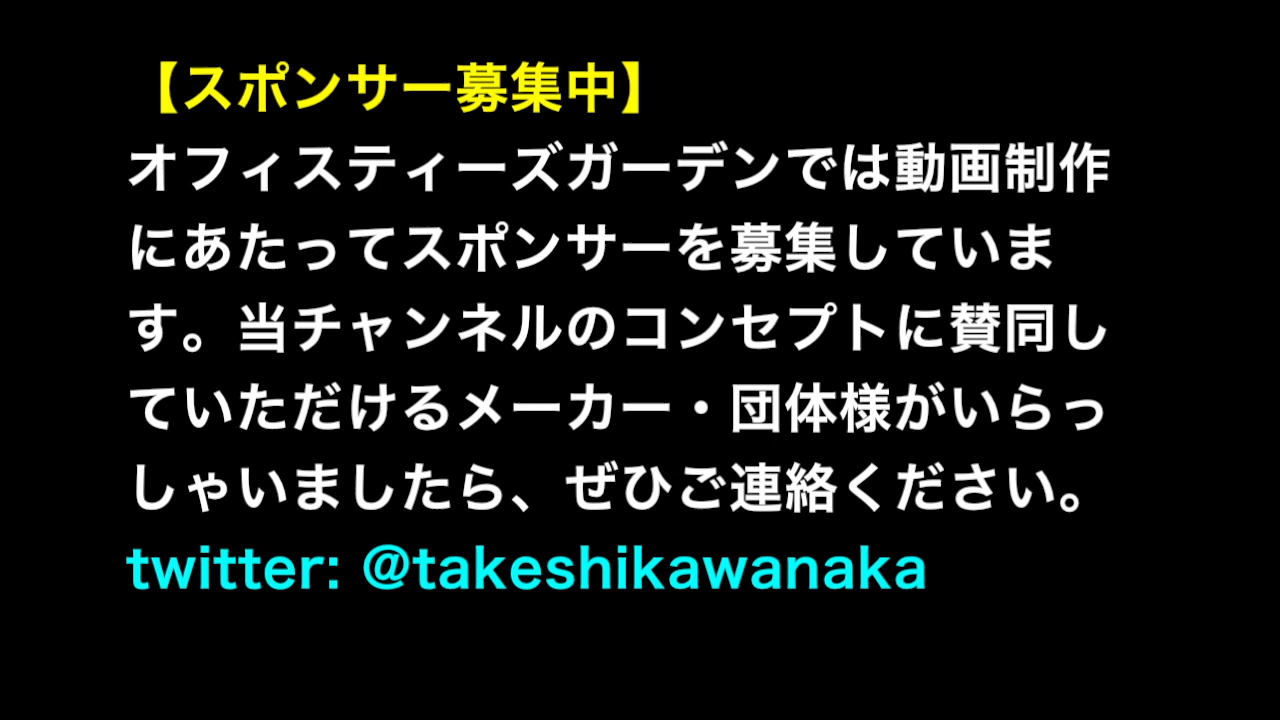 【スポンサー募集中】
オフィスティーズガーデンでは動画制作
にあたってスポンサーを募集していま
す。当チャンネルのコンセプトに賛同し
ていただけるメーカー・団体様がいらっ
しゃいましたら、ぜひご連絡ください。
twitter: @takeshikawanaka